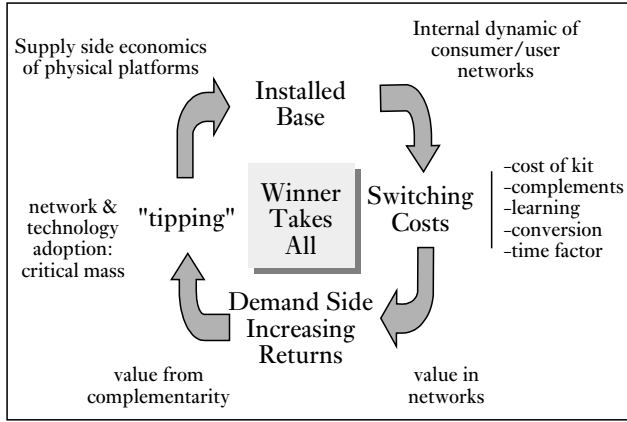 Supply side economics
of physical platforms
Internal dynamic of
consumer/user
networks
Installed
Base
network &
technology
adoption:
critical mass
"tipping"
Winner
Takes
All
Switching
Costs
-cost of kit
-complements
-learning
-conversion
-time factor
Demand Side
Increasing
Returns
value from
complementarity
value in
networks